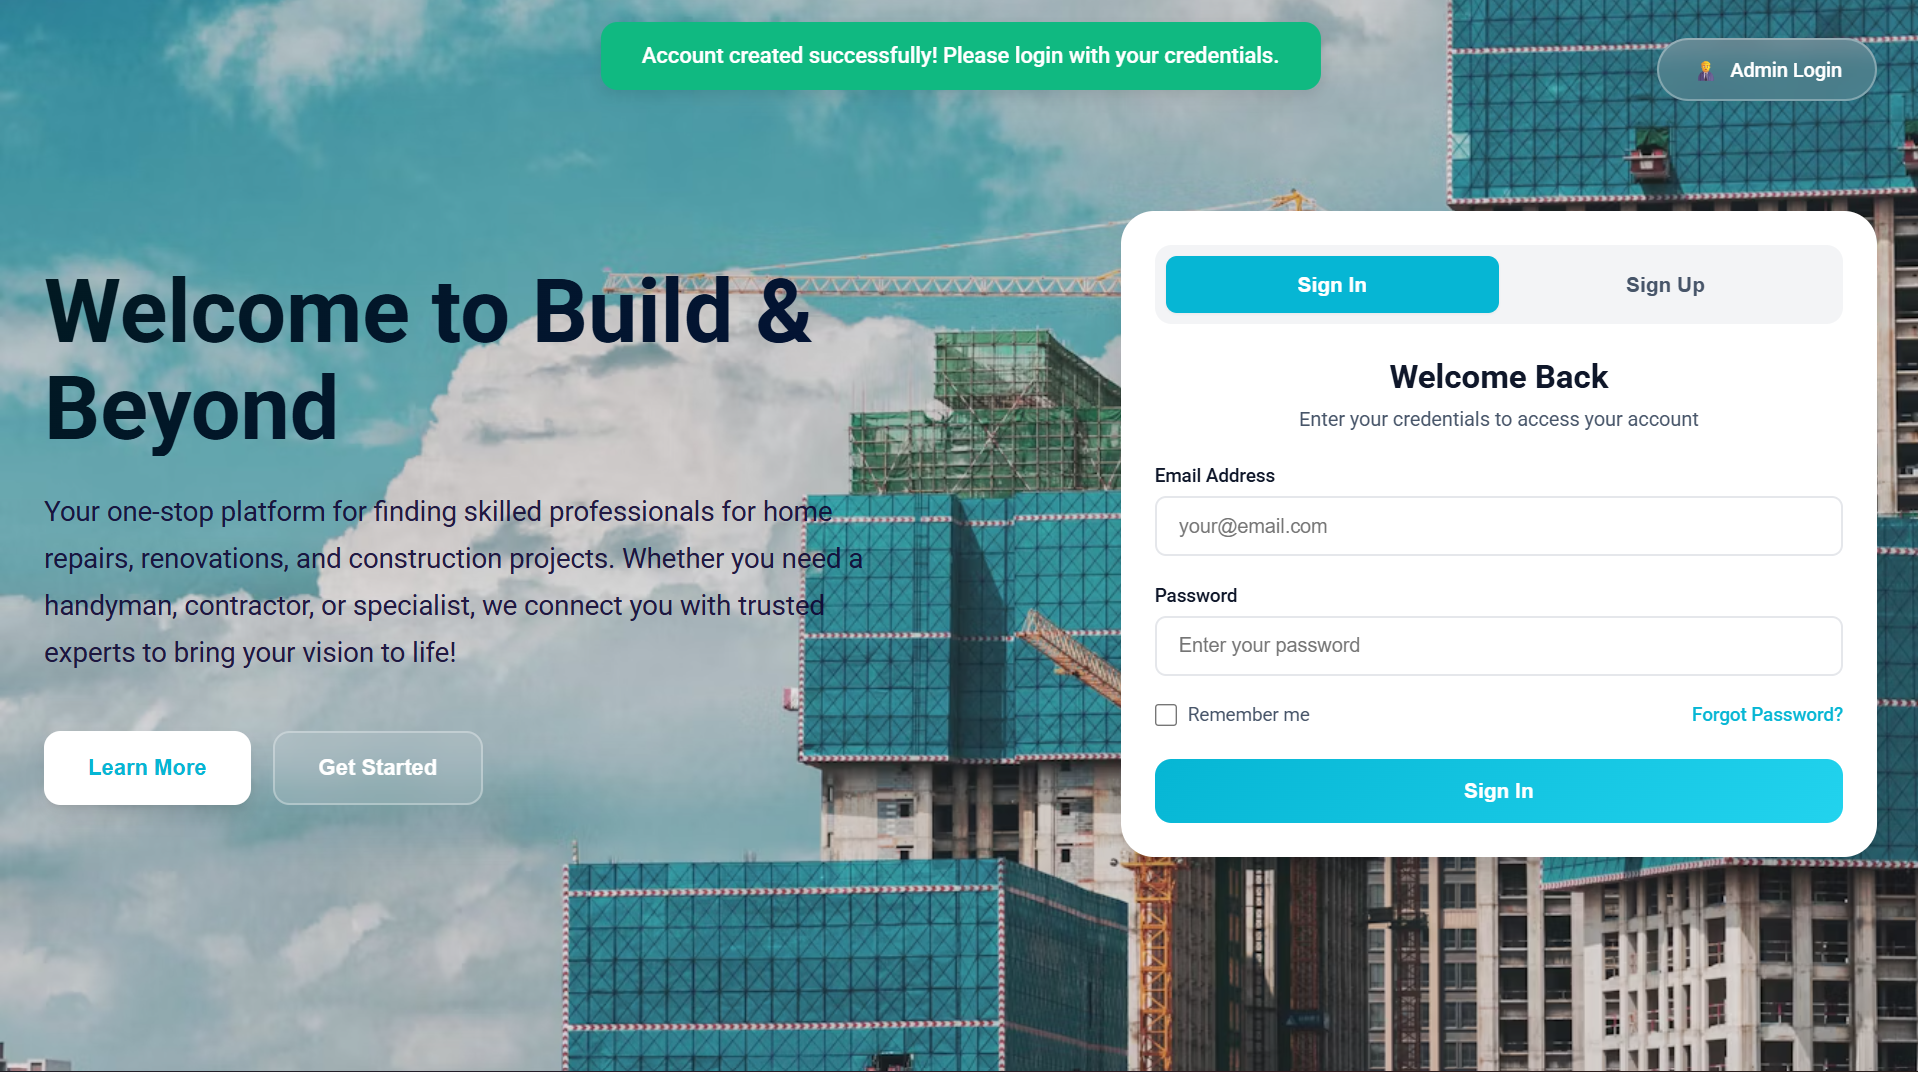 Account created successfully! Please login with your credentials.
Admin Login
Welcome to Build &
Beyond
Your one-stop platform for finding skilled professionals for home
repairs, renovations, and construction projects. Whether you need a
handyman, contractor, or specialist, we connect you with trusted
experts to bring your vision to life!
Learn More
Get Started
Sign In
Sign Up
Welcome Back
Enter your credentials to access your account
Email Address
your@email.com
Password
Enter your password
Remember me
Forgot Password?
Sign In